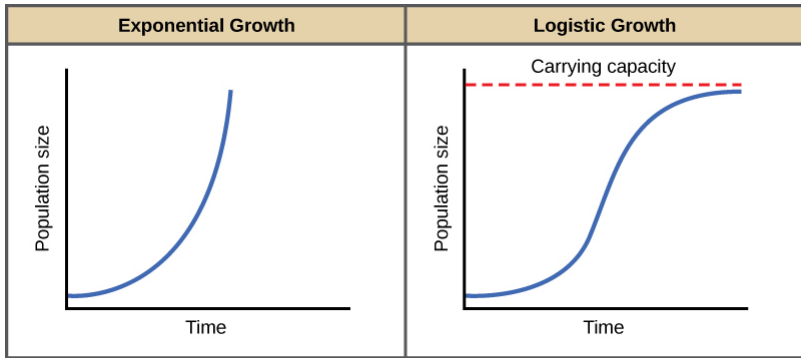 Exponential Growth
Logistic Growth
Population size
Time
Carrying capacity
Population size
Time